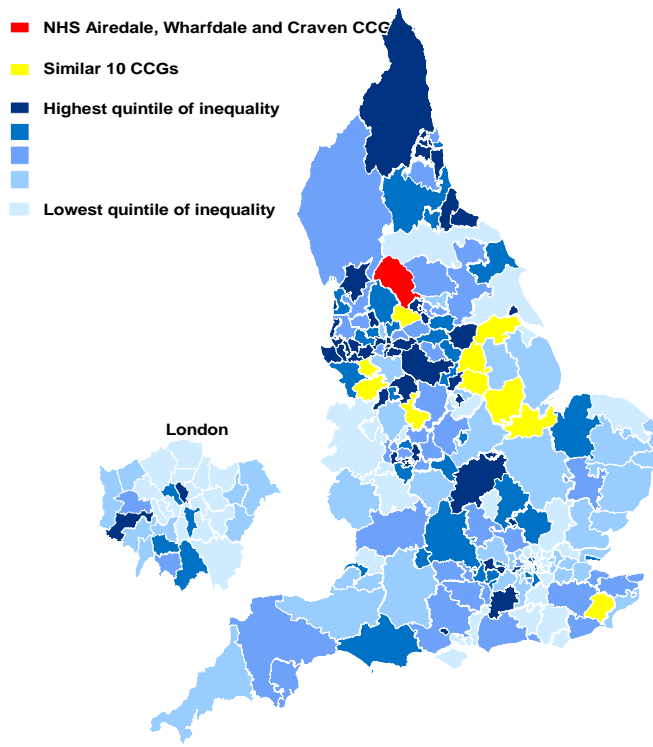 NHS Airedale, Wharfdale and Craven CCG
Similar 10 CCGs
Highest quintile of inequality
Lowest quintile of inequality
London